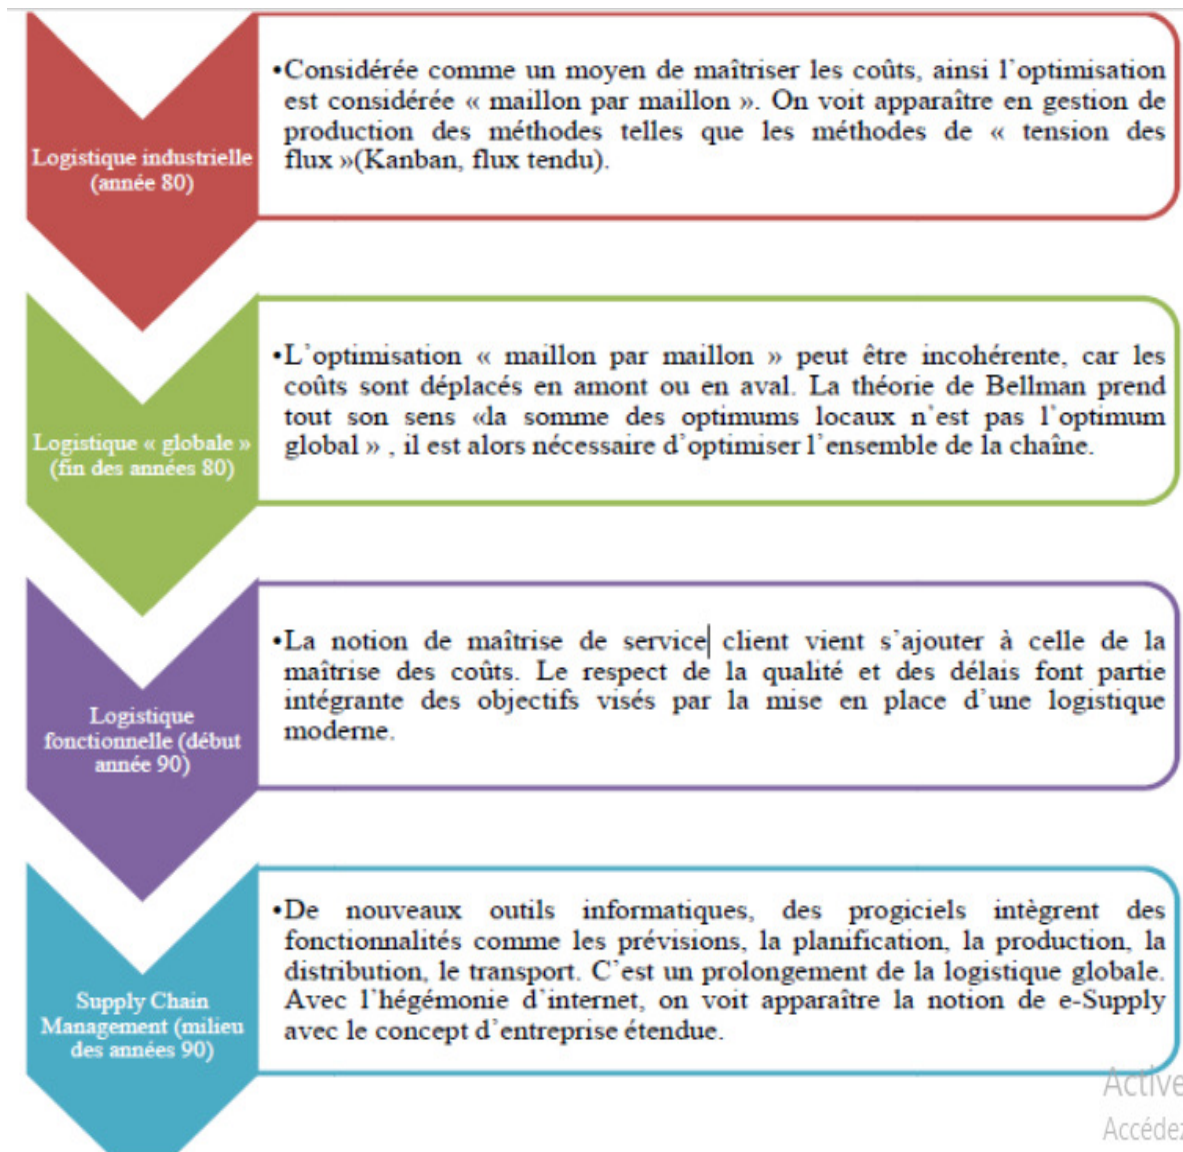 Logistique industrielle
(année 80)
•Considérée comme un moyen de maîtriser les coûts, ainsi l'optimisation
est considérée « maillon par maillon ». On voit apparaître en gestion de
production des méthodes telles que les méthodes de « tension des
flux »(Kanban, flux tendu).
Logistique « globale »
(fin des années 80)
•L'optimisation « maillon par maillon » peut être incohérente, car les
coûts sont déplacés en amont ou en aval. La théorie de Bellman prend
tout son sens «la somme des optimums locaux n'est pas l'optimum
global » , il est alors nécessaire d'optimiser l'ensemble de la chaîne.
Logistique
fonctionnelle (début
année 90)
•La notion de maîtrise de service client vient s'ajouter à celle de la
maîtrise des coûts. Le respect de la qualité et des délais font partie
intégrante des objectifs visés par la mise en place d'une logistique
moderne.
Supply Chain
Management (milieu
des années 90)
•De nouveaux outils informatiques, des progiciels intègrent des
fonctionnalités comme les prévisions, la planification, la production, la
distribution, le transport. C'est un prolongement de la logistique globale.
Avec l'hégémonie d'internet, on voit apparaître la notion de e-Supply
avec le concept d'entreprise étendue.
Active
Accédez